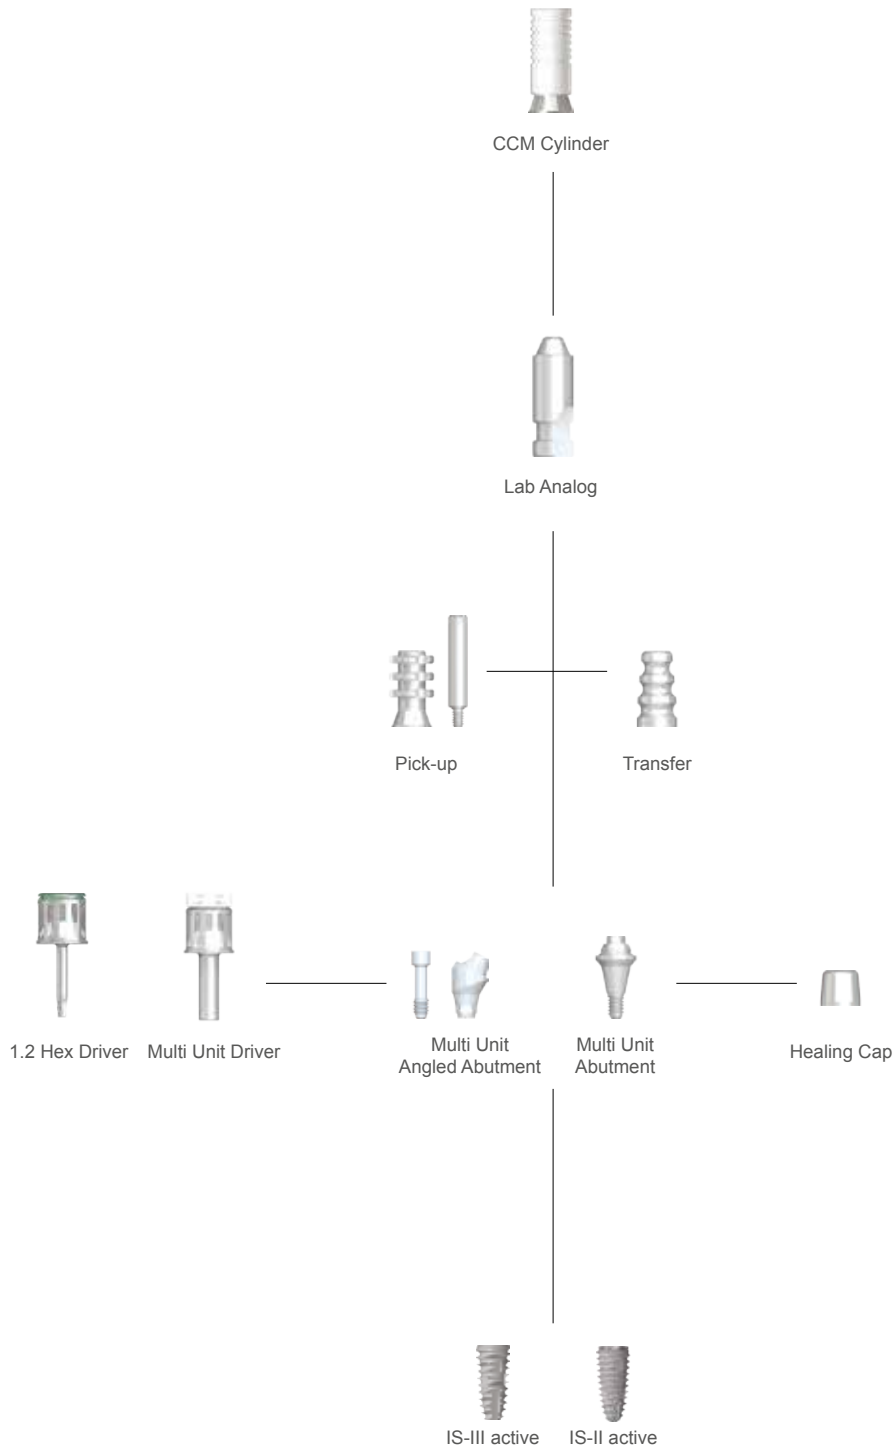 CCM Cylinder
Lab Analog
Pick-up
Transfer
1.2 Hex Driver
Multi Unit Driver
Multi Unit
Angled Abutment
Multi Unit
Abutment
Healing Cap
IS-III active
IS-II active